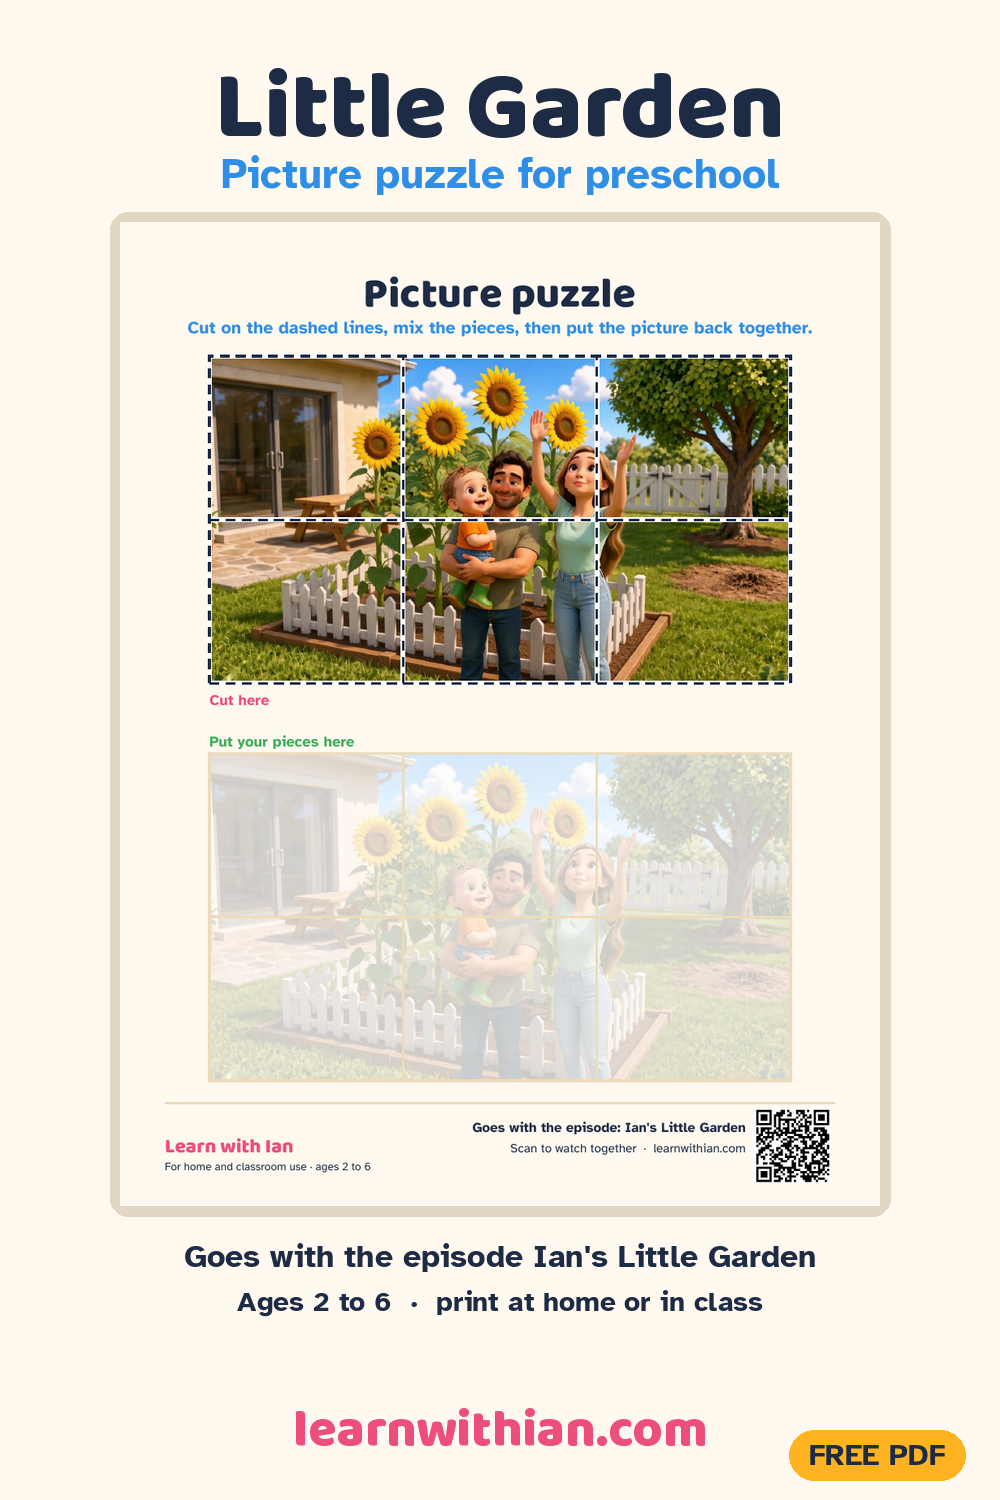 Little Garden
Picture puzzle for preschool
Picture puzzle
Cut on the dashed lines, mix the pieces, then put the picture back together.
Cut here
Put your pieces here
Goes with the episode: Ian's Little Garden
Scan to watch together · learnwithian.com
Learn with Ian
For home and classroom use · ages 2 to 6
Goes with the episode Ian's Little Garden
Ages 2 to 6 · print at home or in class
learnwithian.com
FREE PDF